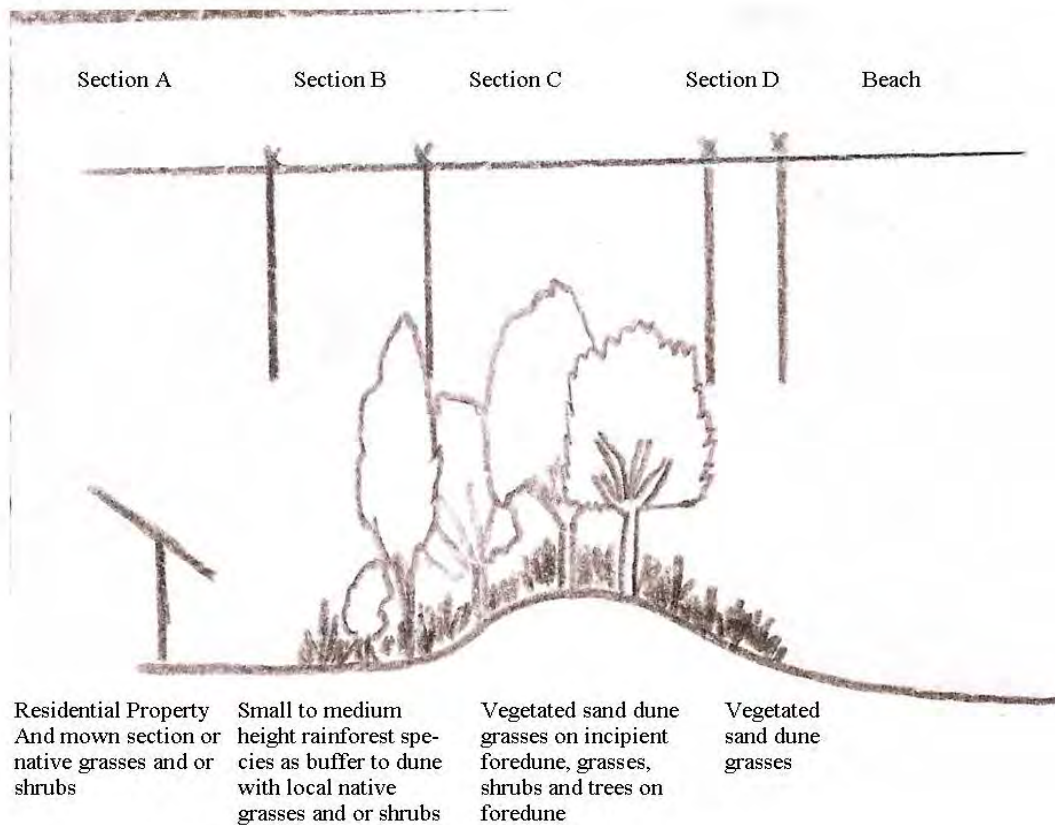 Section A
Section B
Section C
Section D
Beach
Residential Property
And mown section or
native grasses and or
shrubs
Small to medium
height rainforest spe-
cies as buffer to dune
with local native
grasses and or shrubs
Vegetated sand dune
grasses on incipient
foredune, grasses,
shrubs and trees on
foredune
Vegetated
sand dune
grasses